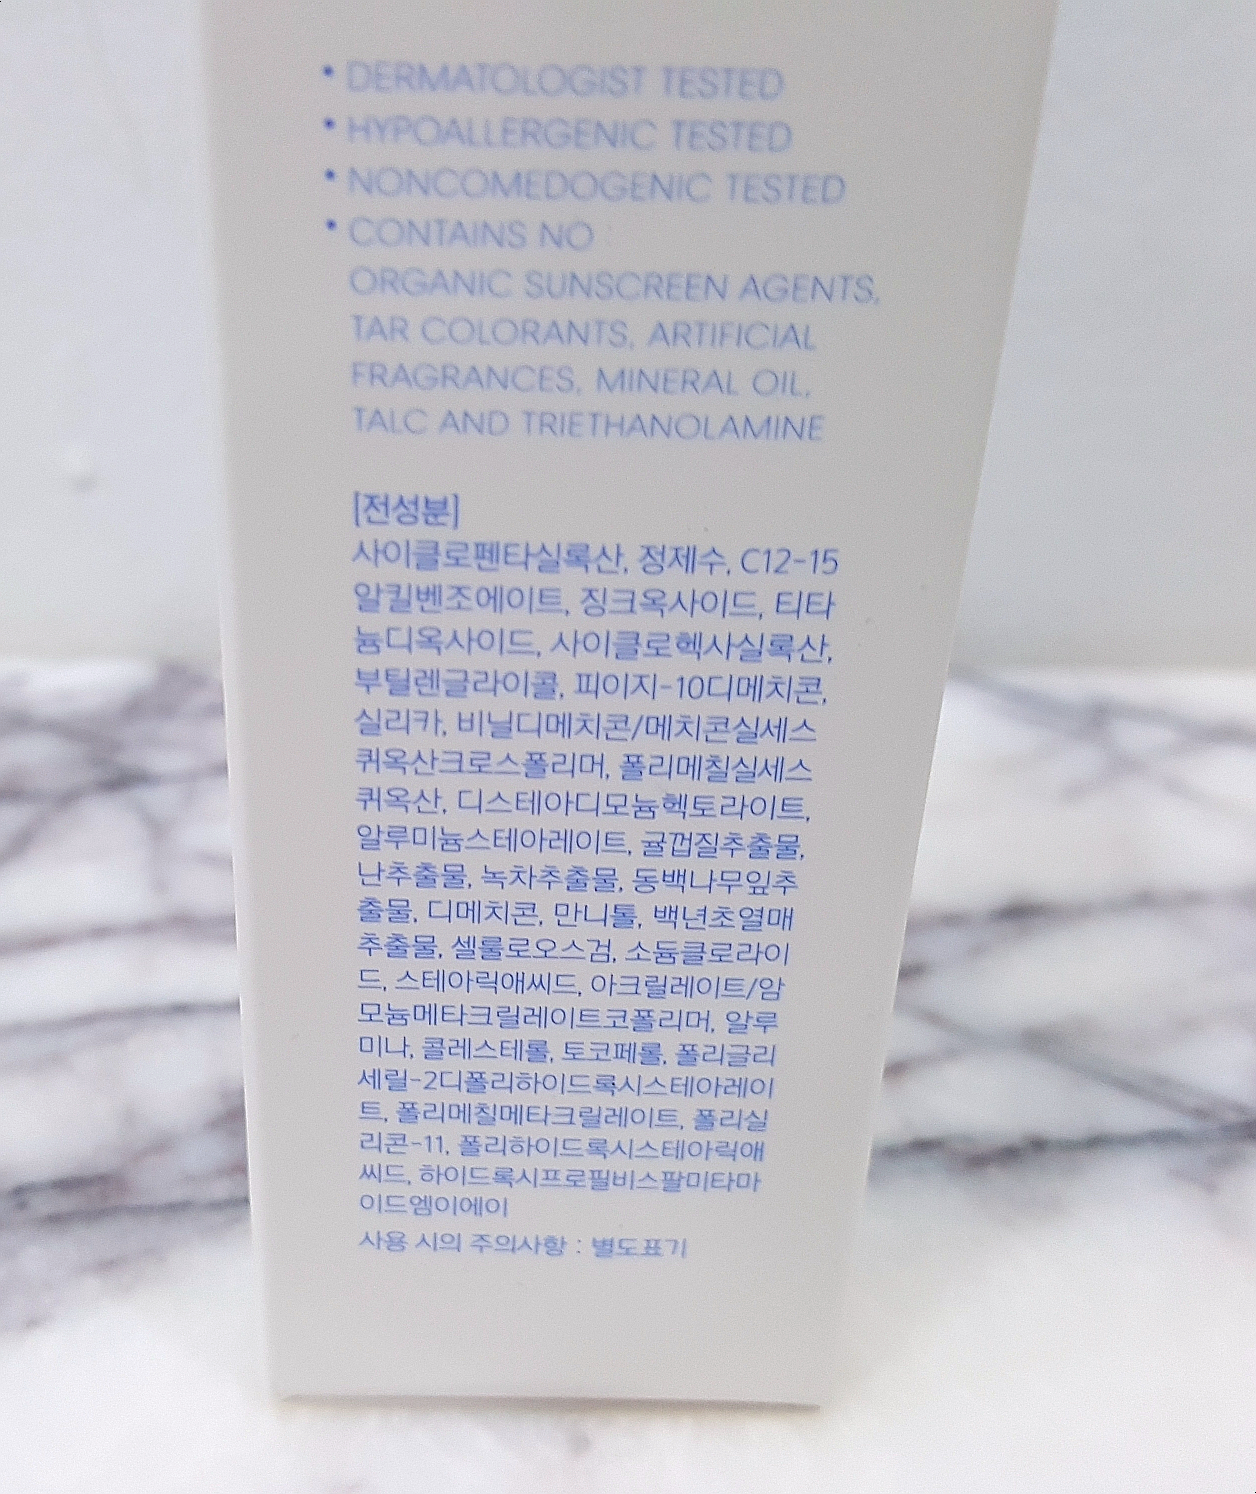 • DERMATOLOGIST TESTED
• HYPOALLERGENIC TESTED
• NONCOMEDOGENIC TESTED
• CONTAINS NO
ORGANIC SUNSCREEN AGENTS,
TAR COLORANTS, ARTIFICIAL
FRAGRANCES, MINERAL OIL,
TALC AND TRIETHANOLAMINE
[전성분]
사이클로펜타실록산, 정제수, C12-15
알킬벤조에이트, 징크옥사이드, 티타
늄디옥사이드, 사이클로헥사실록산,
부틸렌글라이콜, 피이지-10디메치콘,
실리카, 비닐디메치콘/메치콘실세스
퀴옥산크로스폴리머, 폴리메칠실세스
퀴옥산, 디스테아디모늄헥토라이트,
알루미늄스테아레이트, 귤껍질추출물,
난추출물, 녹차추출물, 동백나무잎추
출물, 디메치콘, 만니톨, 백년초열매
추출물, 셀룰로오스검, 소듐클로라이
드, 스테아릭애씨드, 아크릴레이트/암
모늄메타크릴레이트코폴리머, 알루
미나, 콜레스테롤, 토코페롤, 폴리글리
세릴-2디폴리하이드록시스테아레이
트, 폴리메칠메타크릴레이트, 폴리실
리콘-11, 폴리하이드록시스테아릭애
씨드, 하이드록시프로필비스팔미타마
이드엠이에이
사용 시의 주의사항 : 별도표기